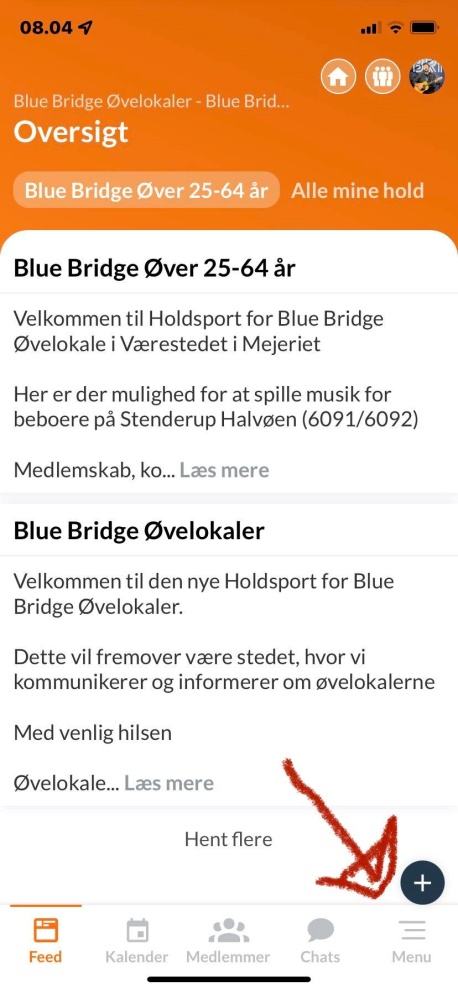 08.04
Blue Bridge Øvelokaler - Blue Brid...
Oversigt
Blue Bridge Øver 25-64 år
Alle mine hold
Blue Bridge Øver 25-64 år
Velkommen til Holdsport for Blue Bridge
Øvelokale i Værestedet i Mejeriet
Her er der mulighed for at spille musik for
beboere på Stenderup Halvøen (6091/6092)
Medlemskab, ko... Læs mere
Blue Bridge Øvelokaler
Velkommen til den nye Holdsport for Blue
Bridge Øvelokaler.
Dette vil fremover være stedet, hvor vi
kommunikerer og informerer om øvelokalerne
Med venlig hilsen
Øvelokale... Læs mere
Hent flere
+
Feed
Kalender
Medlemmer
Chats
Menu